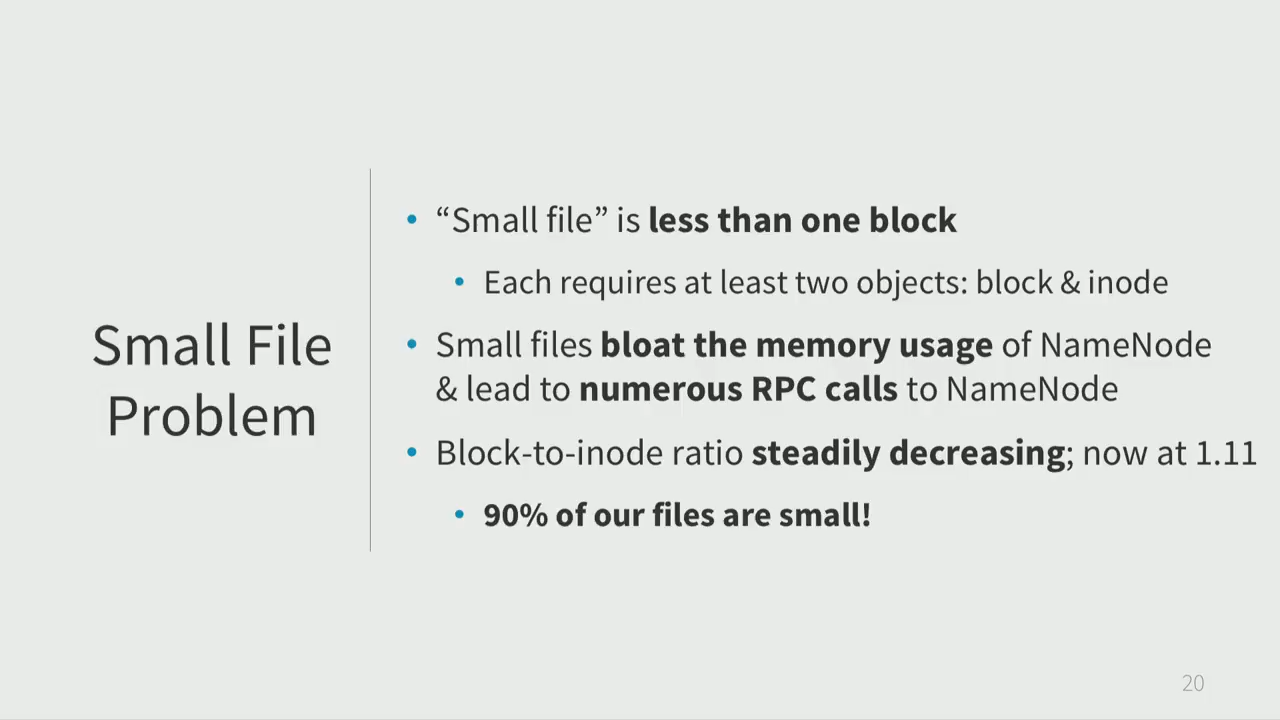 Small File
Problem
• “Small file” is less than one block
• Each requires at least two objects: block & inode
• Small files bloat the memory usage of NameNode
& lead to numerous RPC calls to NameNode
• Block-to-inode ratio steadily decreasing; now at 1.11
• 90% of our files are small!
20